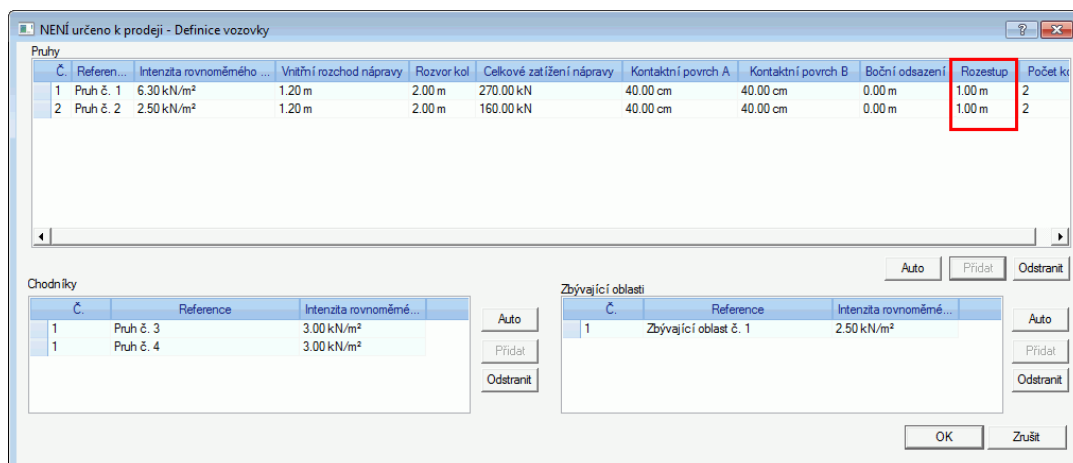 NENÍ určeno k prodeji - Definice vozovky
Pruhy
Č. Referen... Intenzita rovnoměrného ... Vnitřní rozchod nápravy Rozvor kol Celkové zatížení nápravy Kontaktní povrch A Kontaktní povrch B Boční odsazení Rozestup Počet ko
1 Pruh č. 1 6.30 kN/m² 1.20 m 2.00 m 270.00 kN 40.00 cm 40.00 cm 0.00 m 1.00 m 2
2 Pruh č. 2 2.50 kN/m² 1.20 m 2.00 m 160.00 kN 40.00 cm 40.00 cm 0.00 m 1.00 m 2
Auto Přidat Odstranit
Chodníky
Č. Reference Intenzita rovnoměrné...
1 Pruh č. 3 3.00 kN/m²
1 Pruh č. 4 3.00 kN/m²
Auto
Přidat
Odstranit
Zbývající oblasti
Č. Reference Intenzita rovnoměrné...
1 Zbývající oblast č. 1 2.50 kN/m²
Auto
Přidat
Odstranit
OK Zrušit